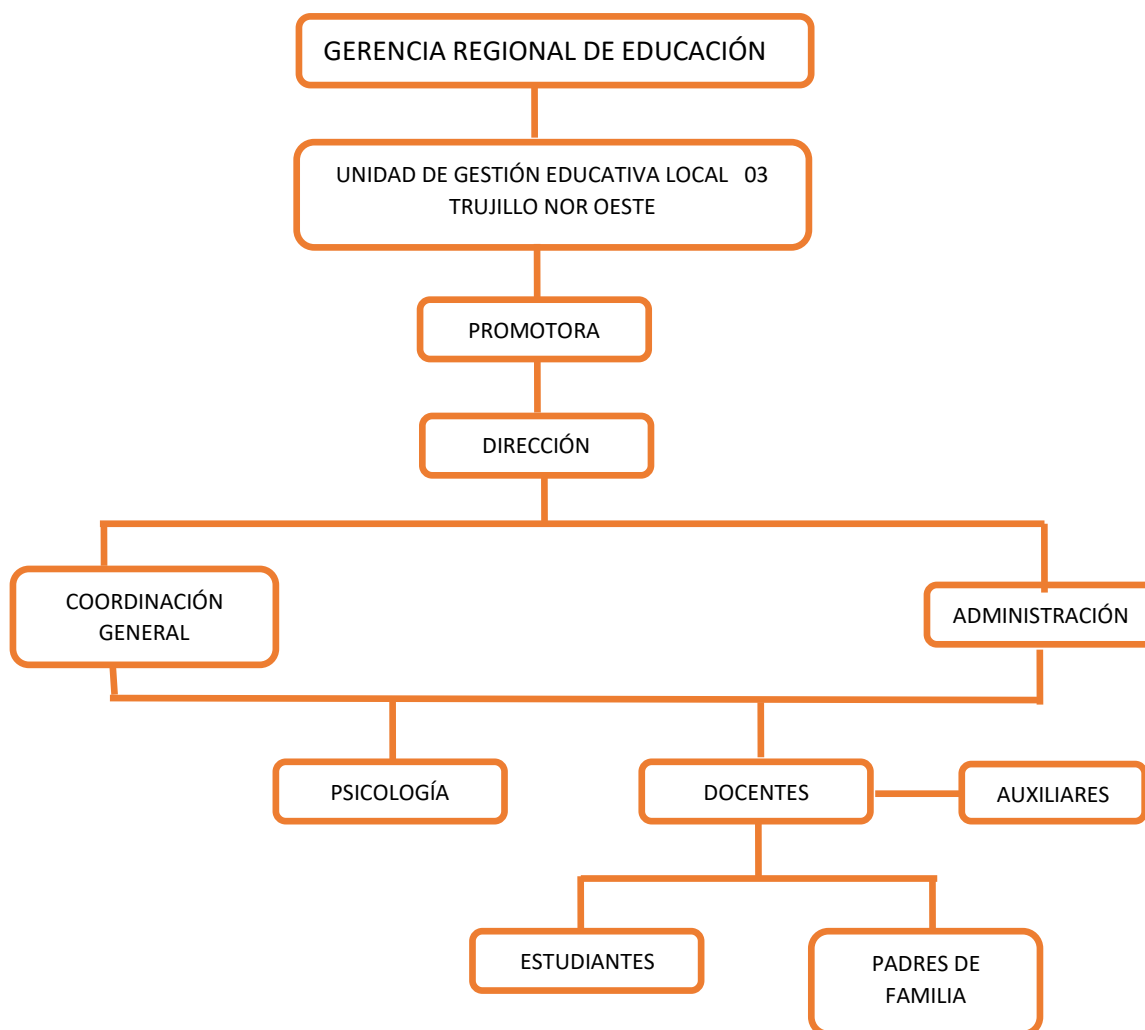 GERENCIA REGIONAL DE EDUCACIÓN
UNIDAD DE GESTIÓN EDUCATIVA LOCAL 03
TRUJILLO NOR OESTE
PROMOTORA
DIRECCIÓN
COORDINACIÓN
GENERAL
ADMINISTRACIÓN
PSICOLOGÍA
DOCENTES
AUXILIARES
ESTUDIANTES
PADRES DE
FAMILIA